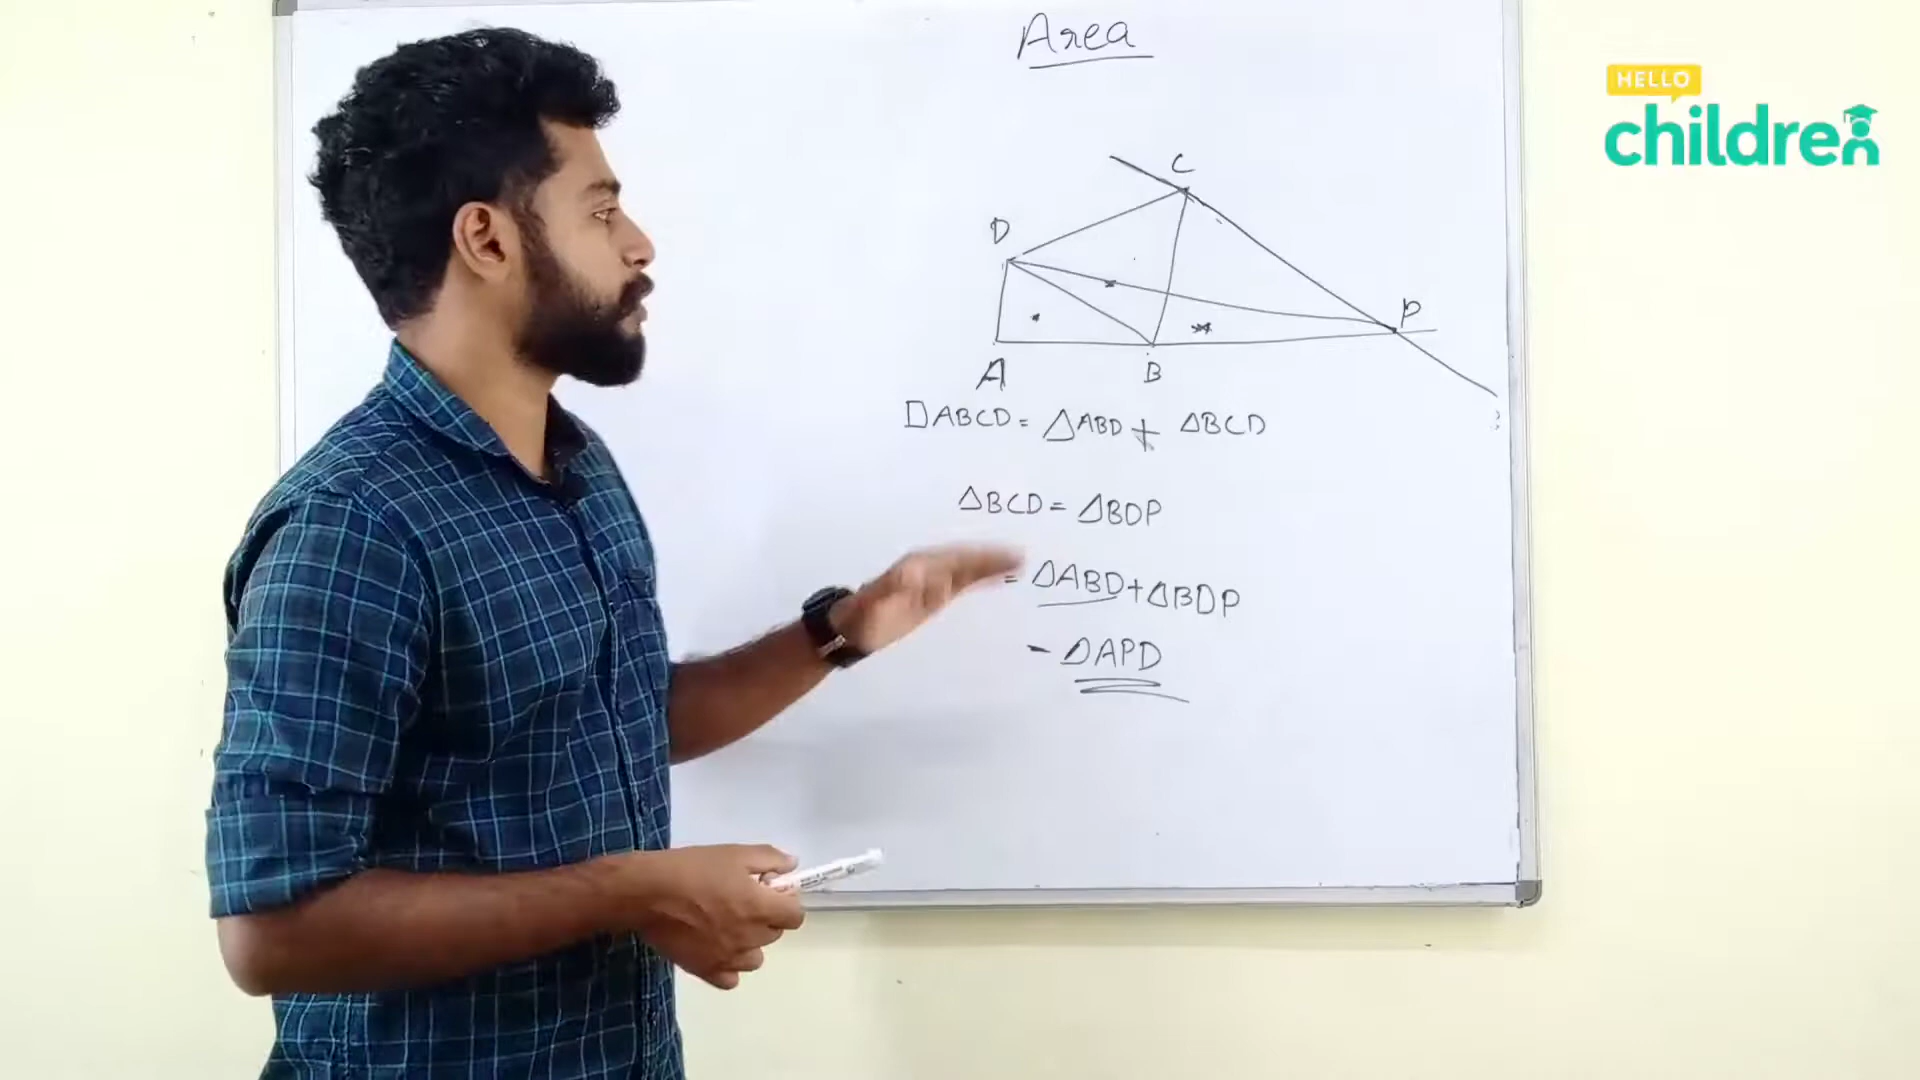 Area
HELLO
children
C
D
P
A
B
□ABCD = △ABD + △BCD
△BCD = △BDP
= △ABD + △BDP
= △APD